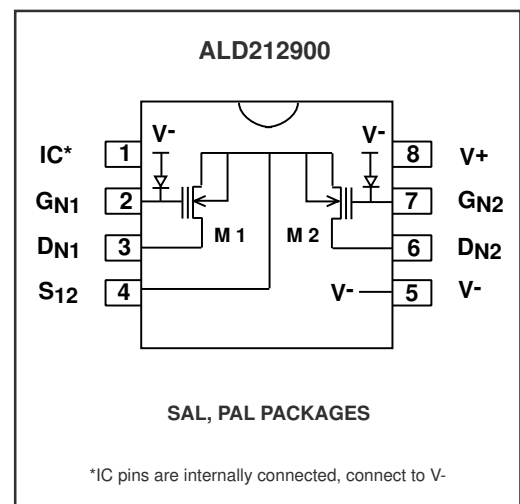 ALD212900
V- V-
IC* 1 8 V+
GN1 2 7 GN2
DN1 3 M 1 M 2 6 DN2
S12 4 V- 5 V-
SAL, PAL PACKAGES
*IC pins are internally connected, connect to V-